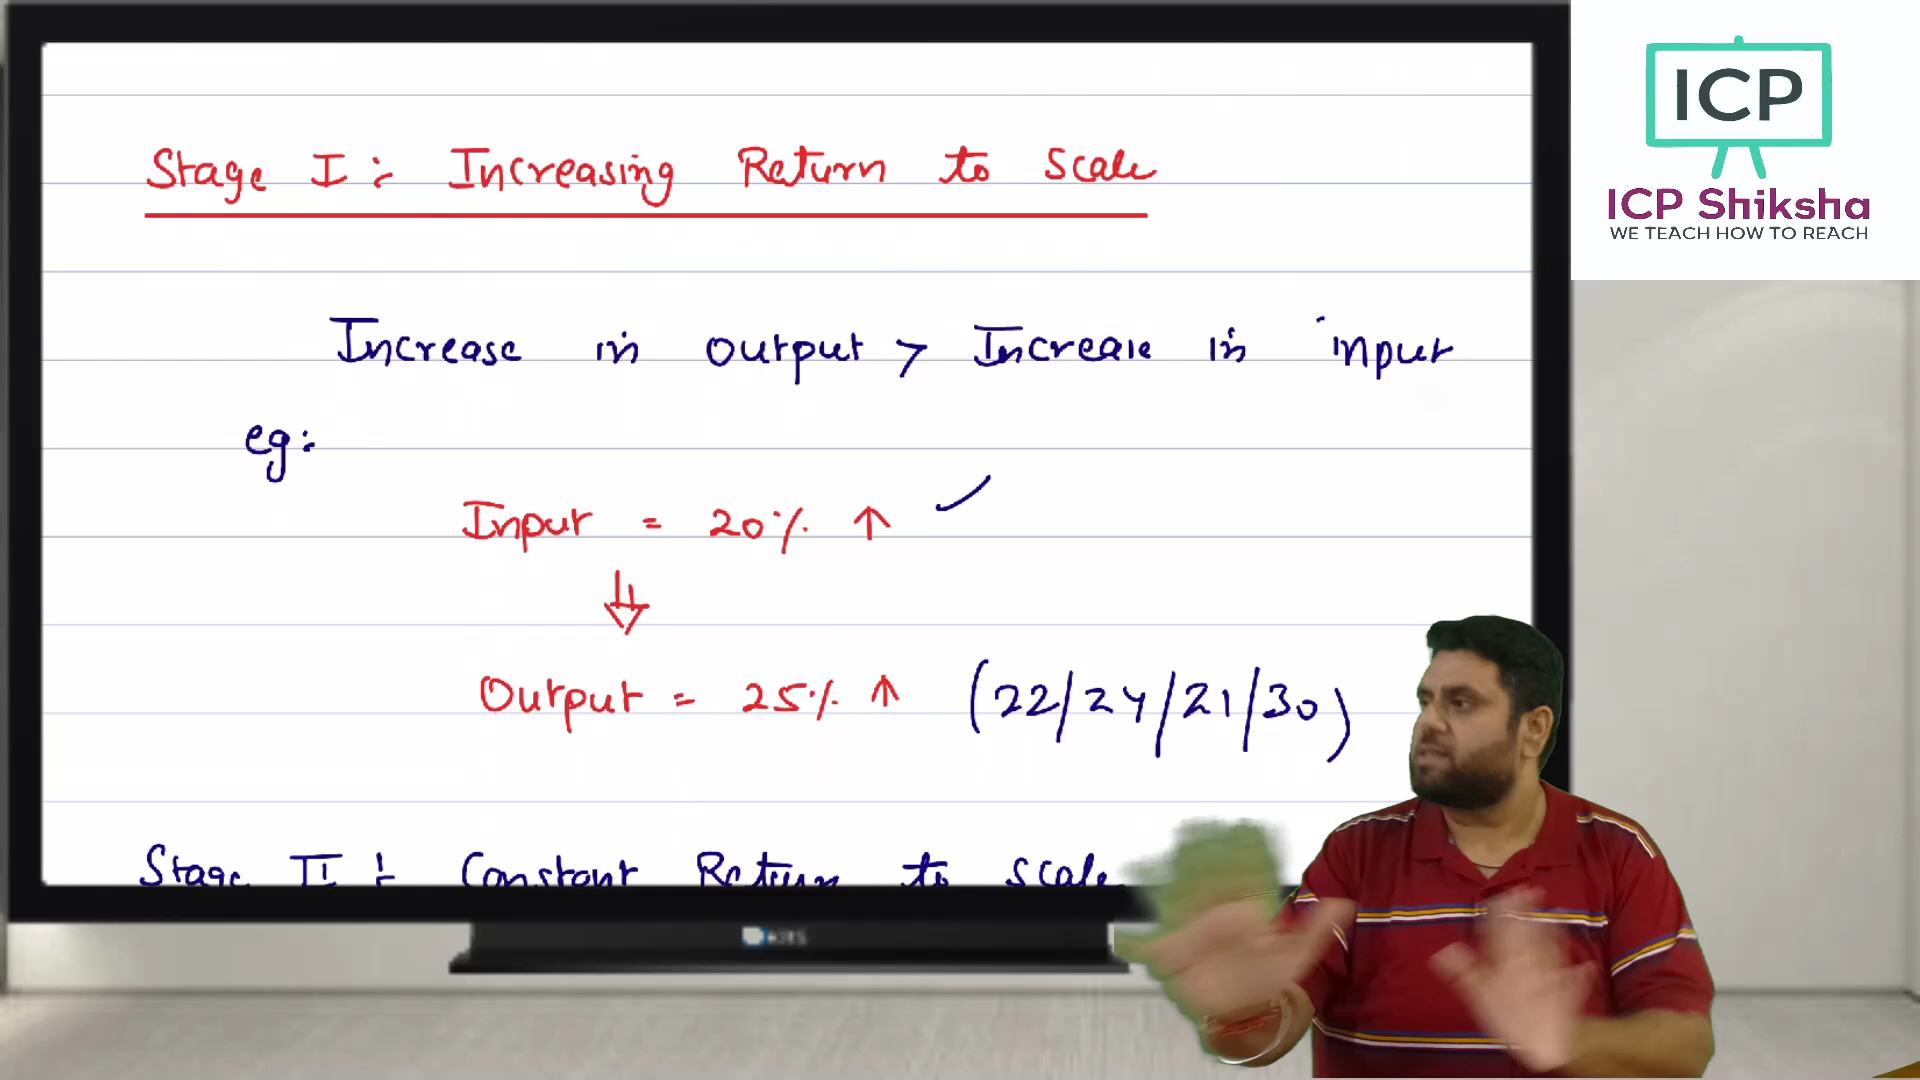 ICP
ICP Shiksha
WE TEACH HOW TO REACH
Stage I :- Increasing Return to Scale
Increase in output > Increase in input
eg :-
Input = 20% ↑ ✓
⇓
Output = 25% ↑ (22/24/21/30)
Stage II :- Constant Return to scale